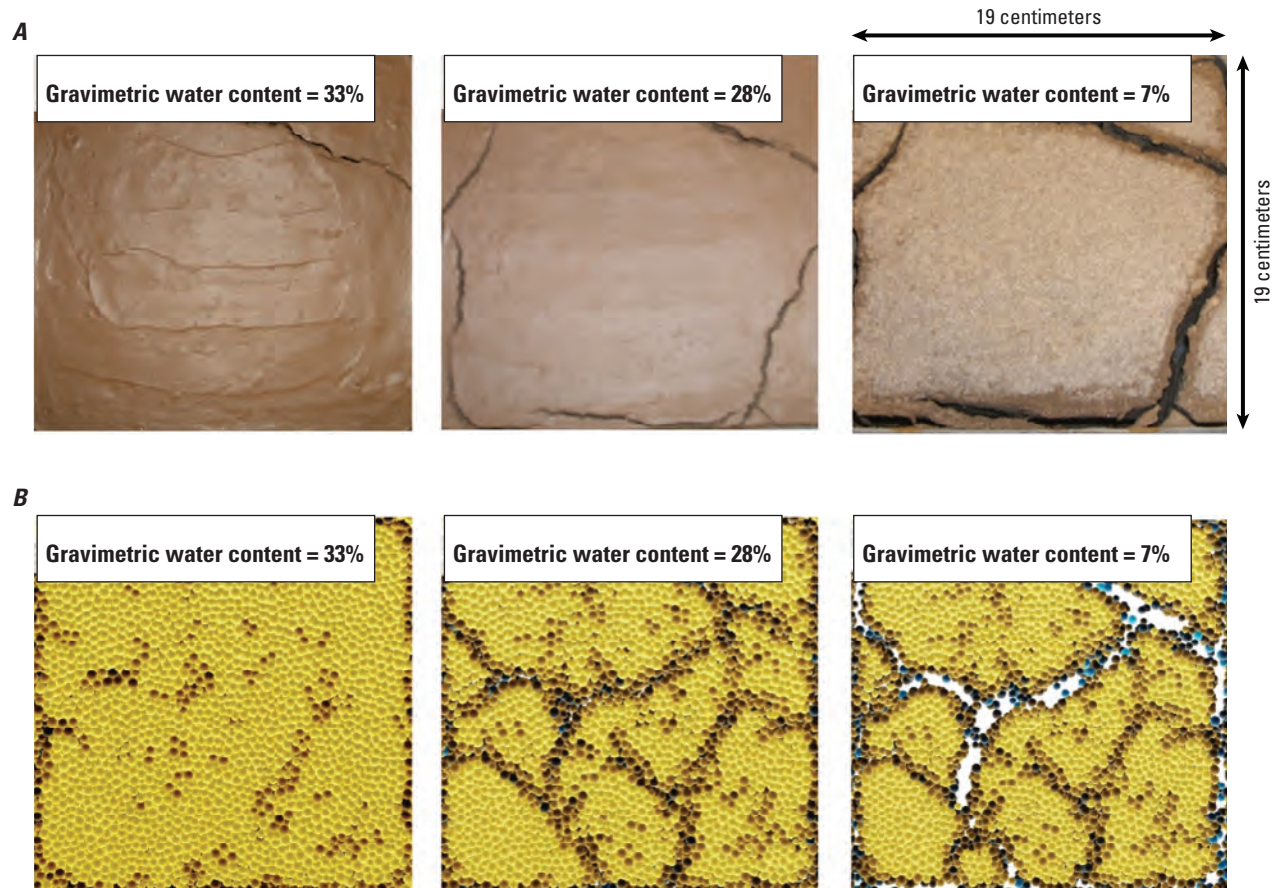 A
19 centimeters
Gravimetric water content = 33%
Gravimetric water content = 28%
Gravimetric water content = 7%
19 centimeters
B
Gravimetric water content = 33%
Gravimetric water content = 28%
Gravimetric water content = 7%